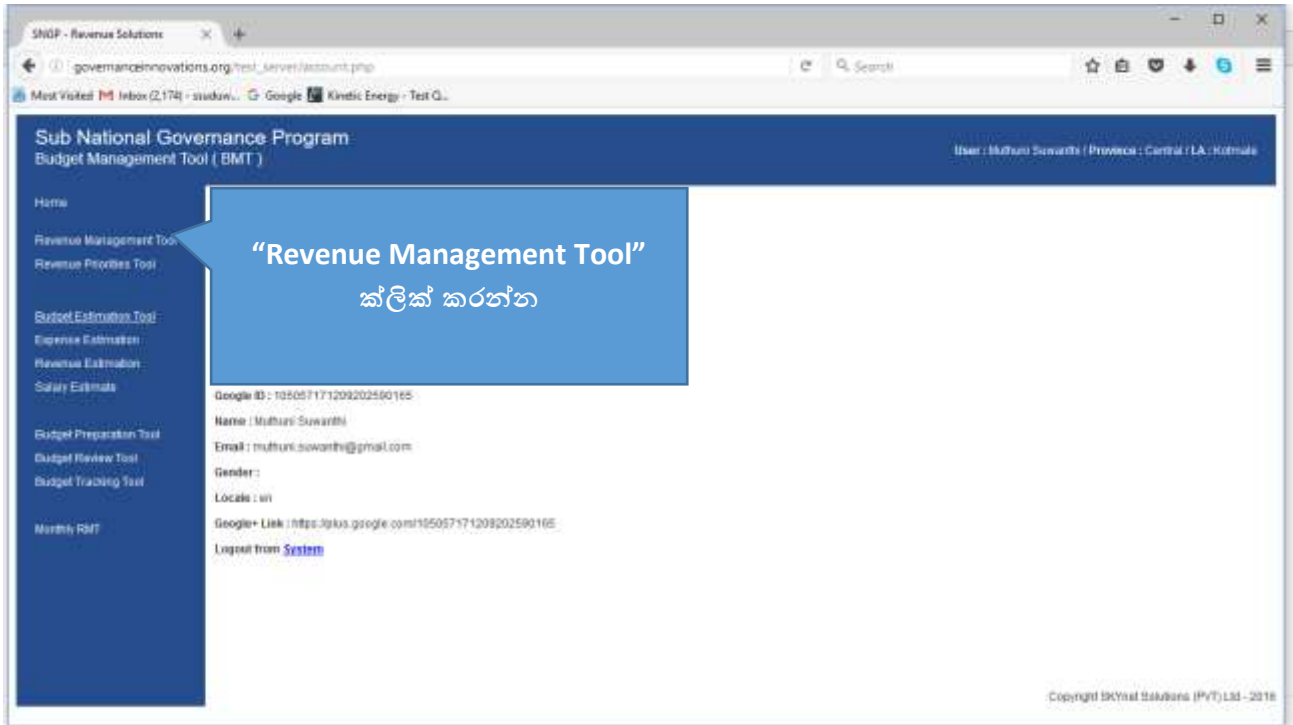 SNGP - Revenue Solutions
governanceinnovations.org/test_server/account.php
Search
Most Visited Inbox (2,174) - Google Kinetic Energy - Test Q...
Sub National Governance Program
Budget Management Tool ( BMT )
User : Muthuni Suwanthi / Province : Central / LA : Kotmale
Home
Revenue Management Tool
Revenue Priorities Tool
Budget Estimation Tool
Expense Estimation
Revenue Estimation
Salary Estimate
Budget Preparation Tool
Budget Review Tool
Budget Tracking Tool
Monthly RMT
“Revenue Management Tool”
ක්ලික් කරන්න
Google ID : 105057171209202590165
Name : Muthuni Suwanthi
Email : muthuni.suwanthi@gmail.com
Gender :
Locale : en
Google+ Link : https://plus.google.com/105057171209202590165
Logout from System
Copyright SKYnet Solutions (PVT) Ltd - 2016